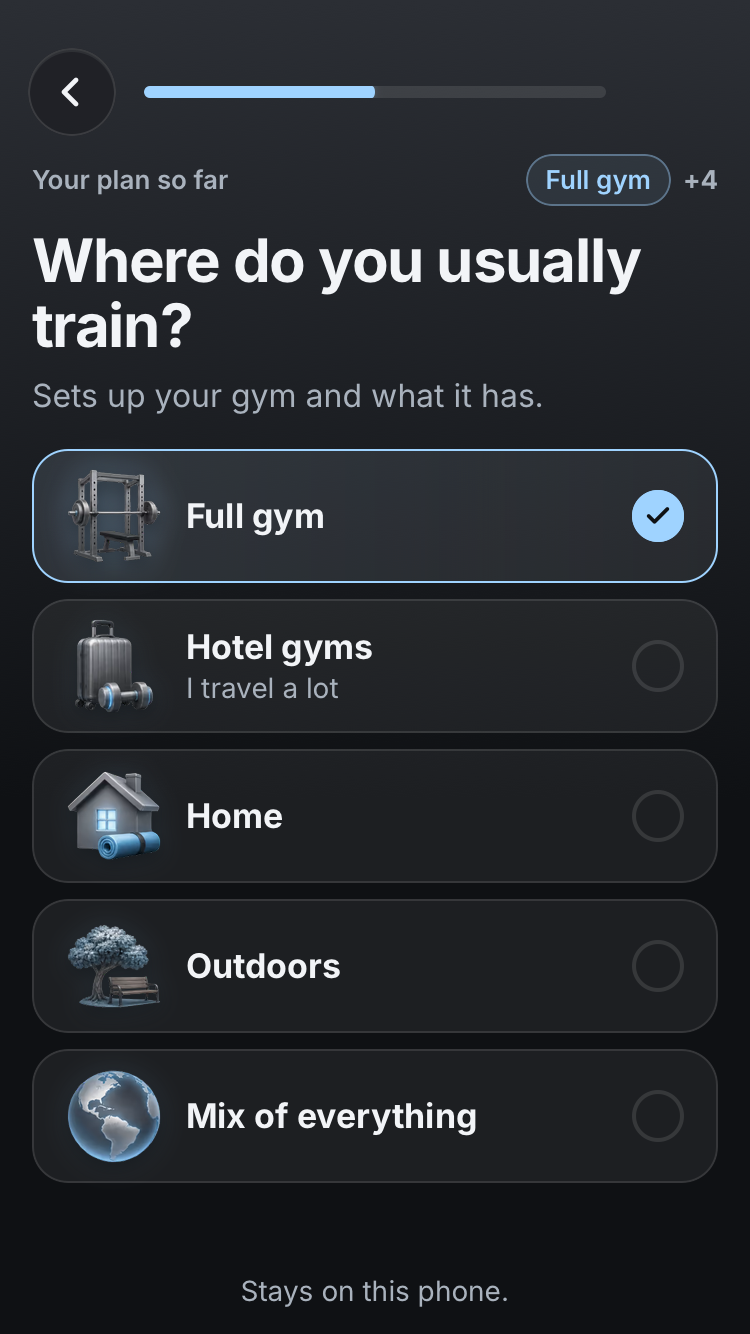 Your plan so far
Full gym +4
Where do you usually
train?
Sets up your gym and what it has.
Full gym
Hotel gyms
I travel a lot
Home
Outdoors
Mix of everything
Stays on this phone.